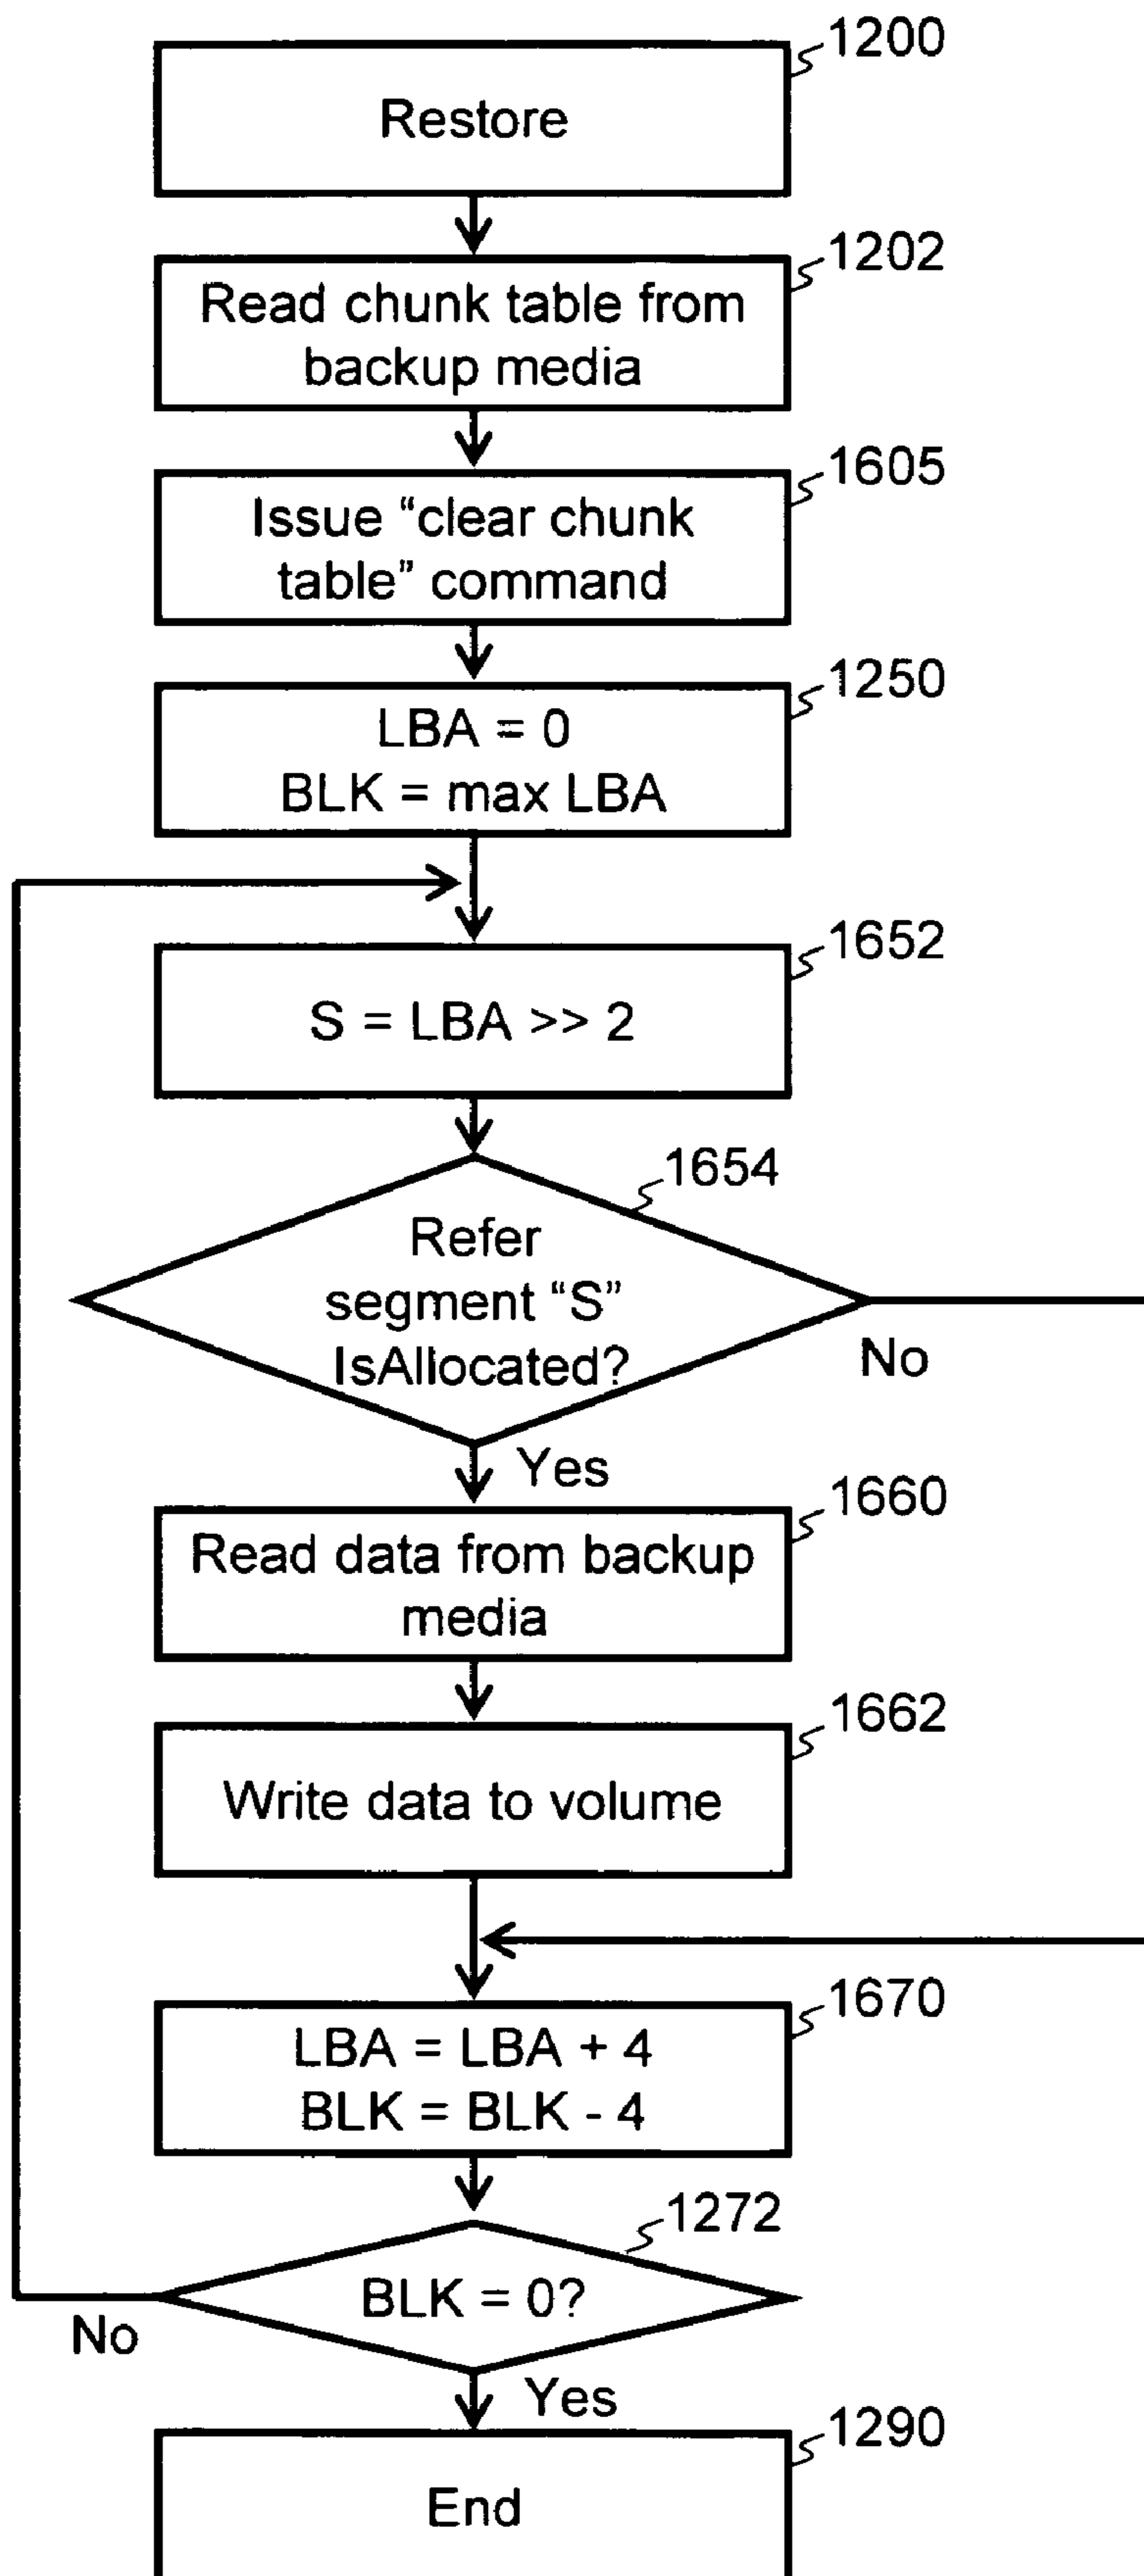 1200
Restore
1202
Read chunk table from
backup media
1605
Issue “clear chunk
table” command
1250
LBA = 0
BLK = max LBA
1652
S = LBA >> 2
1654
Refer
segment “S”
IsAllocated?
No
Yes
1660
Read data from backup
media
1662
Write data to volume
1670
LBA = LBA + 4
BLK = BLK - 4
1272
BLK = 0?
No
Yes
1290
End